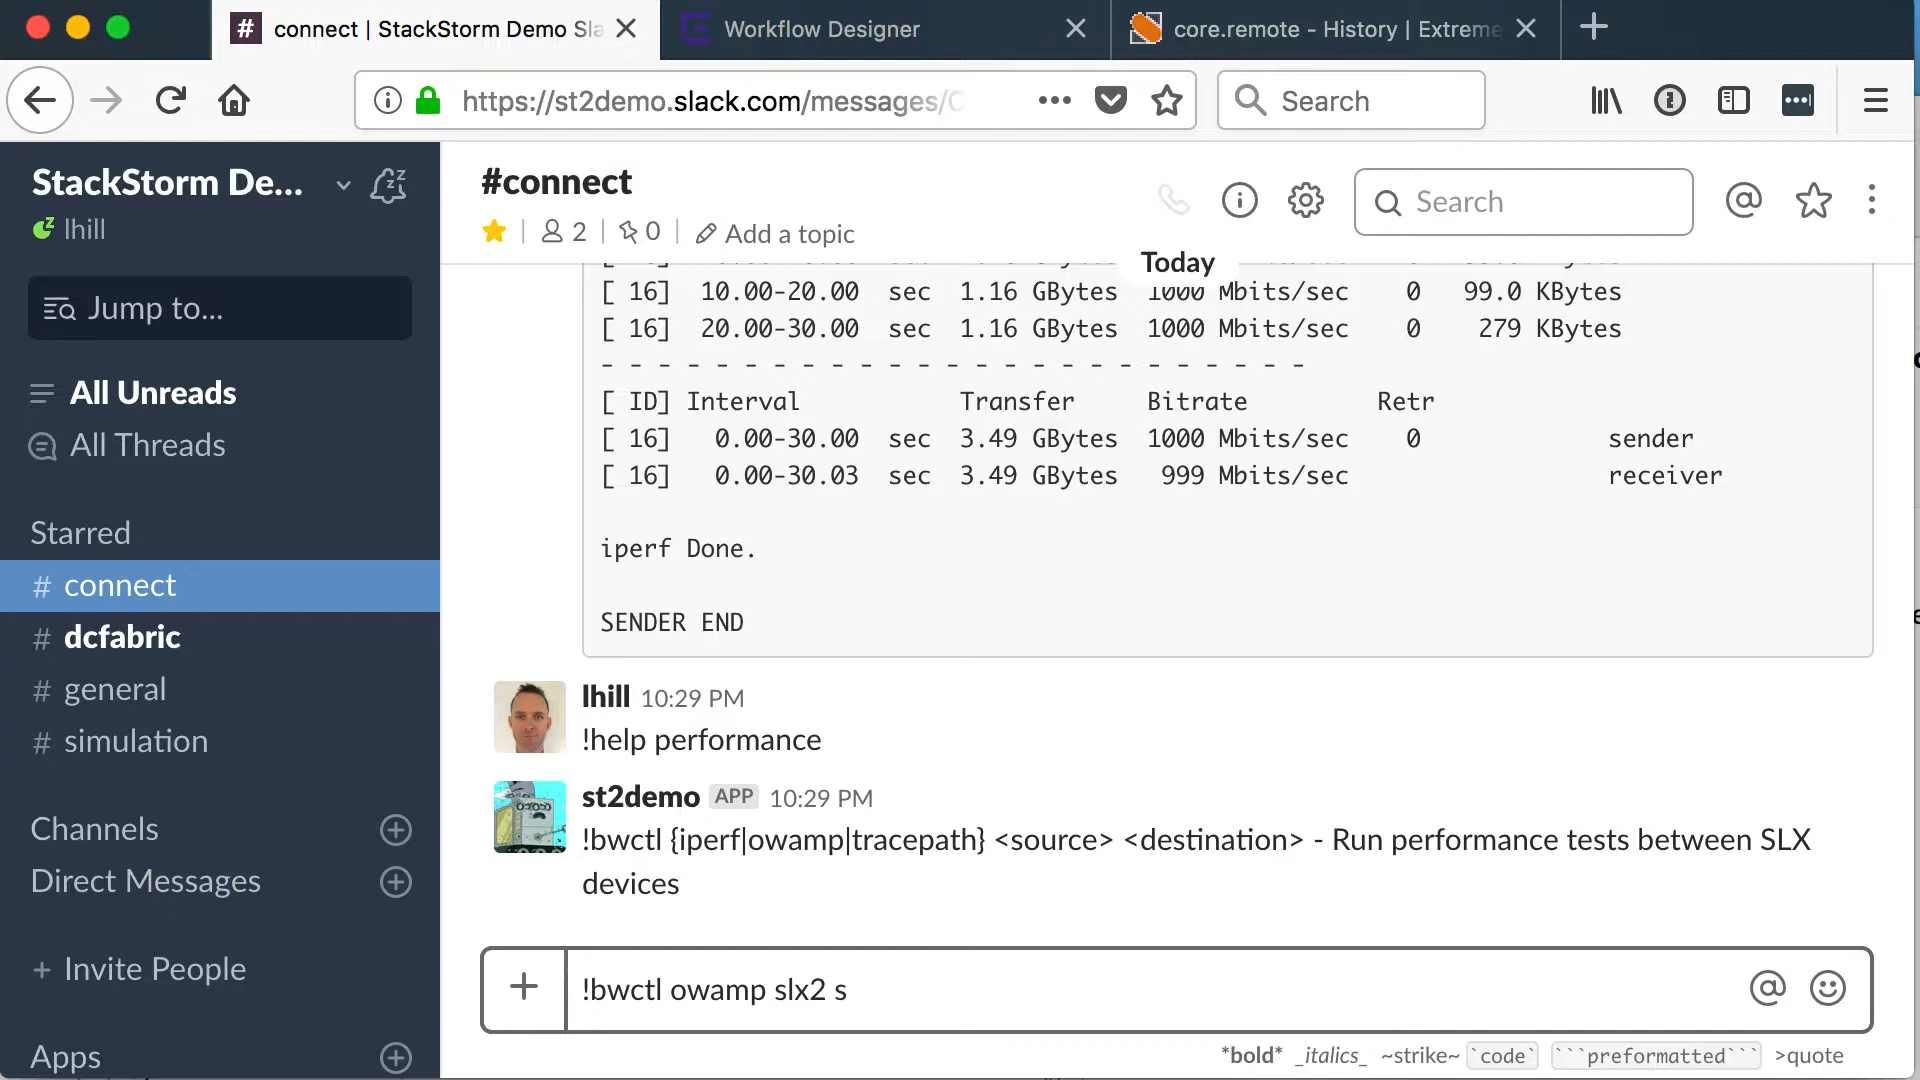 connect | StackStorm Demo Sla
Workflow Designer
core.remote - History | Extreme
https://st2demo.slack.com/messages/C
Search
StackStorm De...
lhill
Jump to...
All Unreads
All Threads
Starred
# connect
# dcfabric
# general
# simulation
Channels
Direct Messages
+ Invite People
Apps
#connect
2
0
Add a topic
Search
Today
[ 16]  10.00-20.00  sec  1.16 GBytes  1000 Mbits/sec    0   99.0 KBytes
[ 16]  20.00-30.00  sec  1.16 GBytes  1000 Mbits/sec    0    279 KBytes
- - - - - - - - - - - - - - - - - - - - - - - - -
[ ID] Interval           Transfer     Bitrate         Retr
[ 16]   0.00-30.00  sec  3.49 GBytes  1000 Mbits/sec    0             sender
[ 16]   0.00-30.03  sec  3.49 GBytes   999 Mbits/sec                  receiver
iperf Done.
SENDER END
lhill 10:29 PM
!help performance
st2demo APP 10:29 PM
!bwctl {iperf|owamp|tracepath} <source> <destination> - Run performance tests between SLX
devices
!bwctl owamp slx2 s
*bold* _italics_ ~strike~ `code` ```preformatted``` >quote